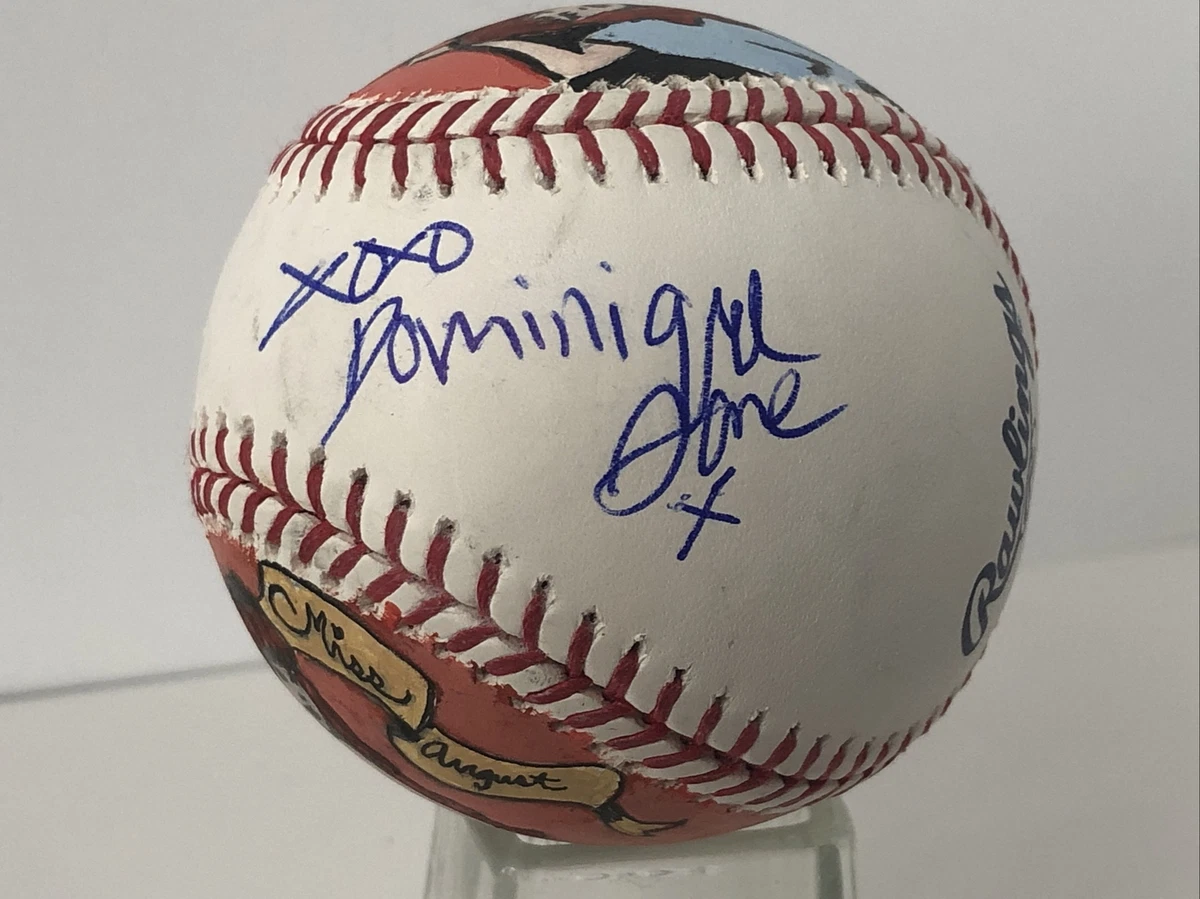 xoxo
Dominique
Jane
x
Rawlings
Miss
august